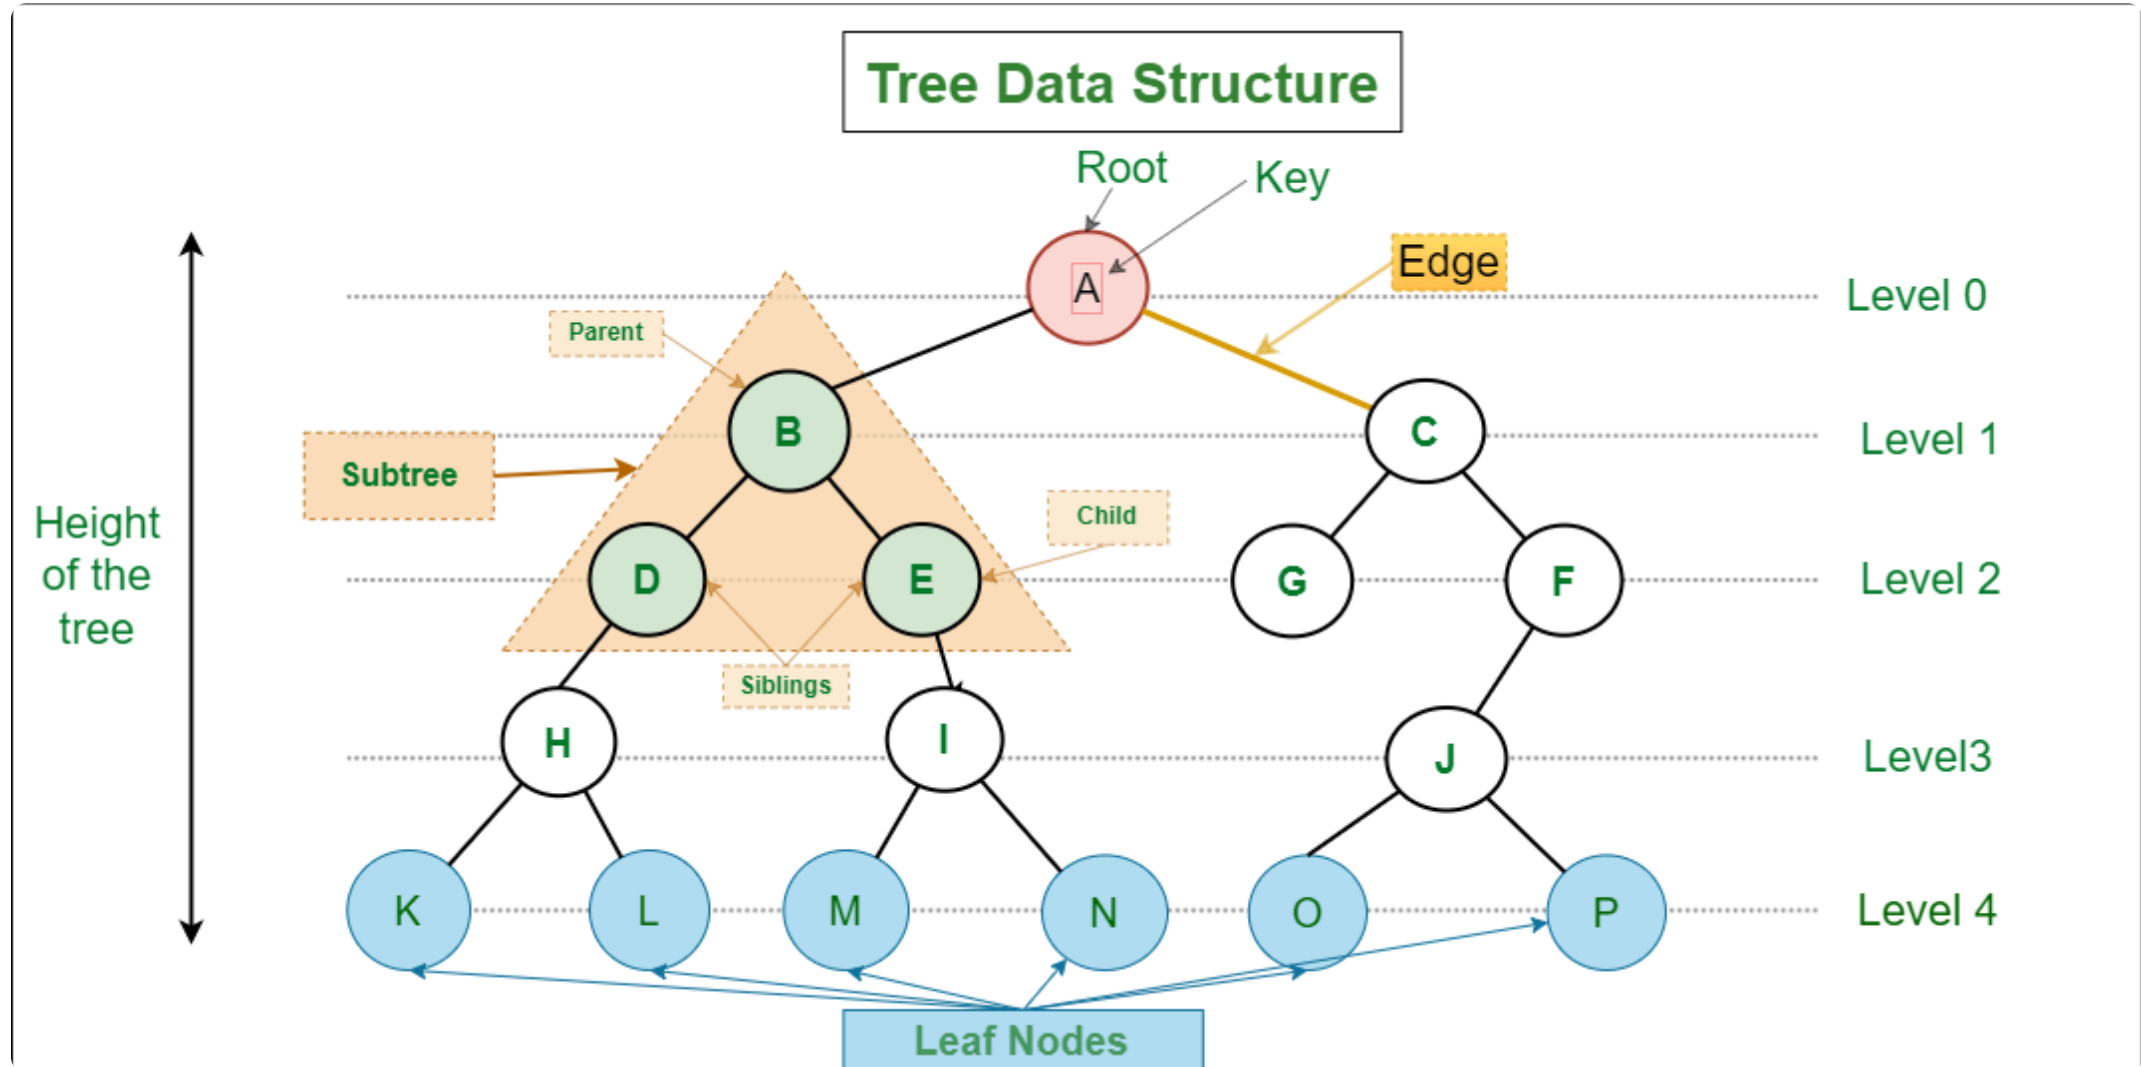 Tree Data Structure
Root
Key
A
Edge
Level 0
Parent
B
C
Level 1
Subtree
Child
Height
of the
tree
D
E
G
F
Level 2
Siblings
H
I
J
Level3
K
L
M
N
O
P
Level 4
Leaf Nodes